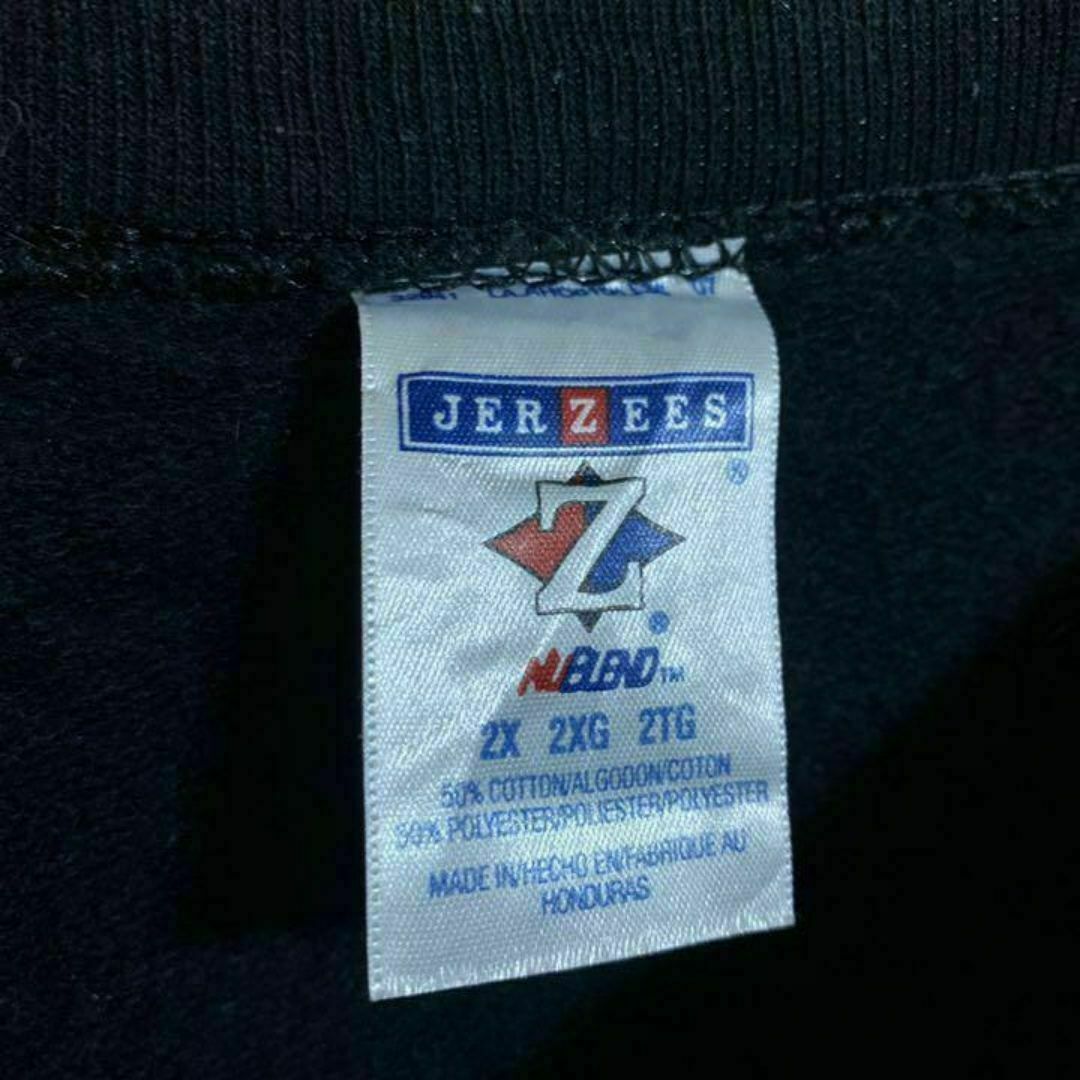 07
JERZEES
®
Z
®
NUBLEND™
2X 2XG 2TG
50% COTTON/ALGODON/COTON
50% POLYESTER/POLIESTER/POLYESTER
MADE IN/HECHO EN/FABRIQUE AU
HONDURAS